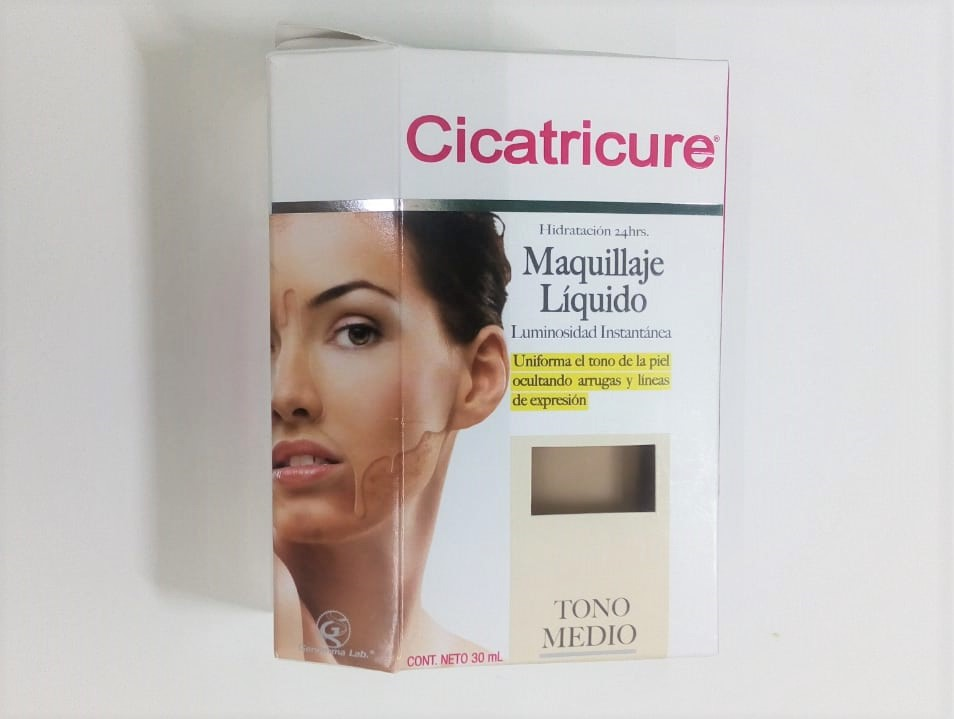 Cicatricure®
Hidratación 24hrs.
Maquillaje
Líquido
Luminosidad Instantánea
Uniforma el tono de la piel
ocultando arrugas y líneas
de expresión
TONO
MEDIO
Lab.®
CONT. NETO 30 mL